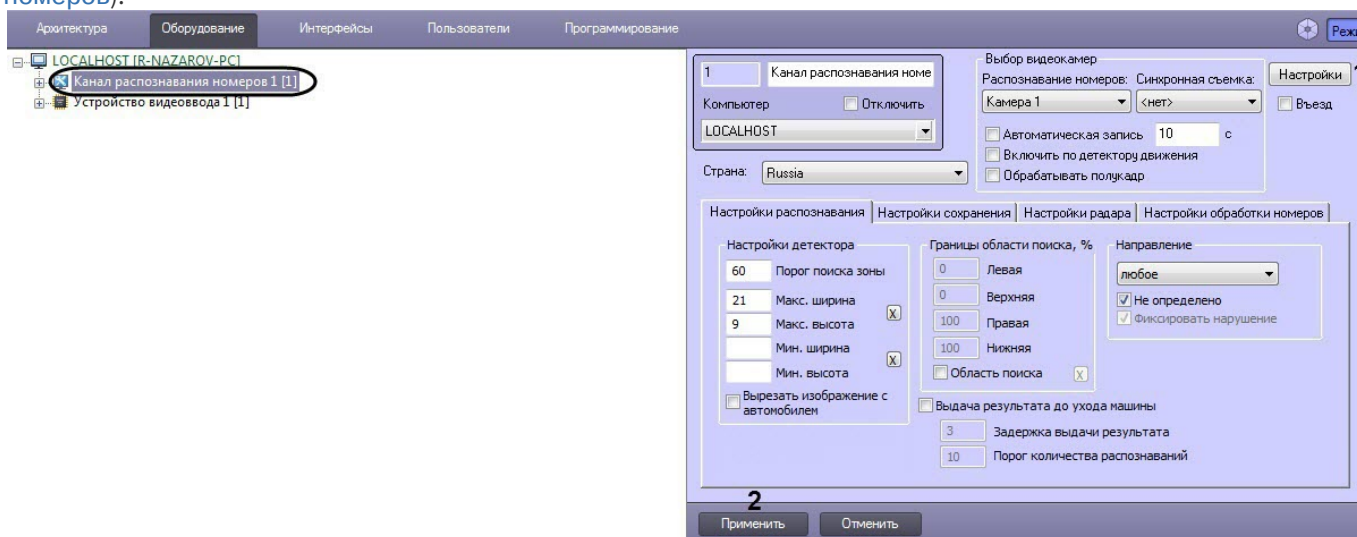 номеров).
Архитектура Оборудование Интерфейсы Пользователи Программирование
LOCALHOST [R-NAZAROV-PC]
Канал распознавания номеров 1 [1]
Устройство видеоввода 1 [1]
1 Канал распознавания номе
Компьютер Отключить
LOCALHOST
Страна: Russia
Выбор видеокамер
Распознавание номеров: Синхронная съемка: Настройки
Камера 1 <нет> Въезд
Автоматическая запись 10 с
Включить по детектору движения
Обрабатывать полукадр
Настройки распознавания Настройки сохранения Настройки радара Настройки обработки номеров
Настройки детектора
60 Порог поиска зоны
21 Макс. ширина
9 Макс. высота
X
Мин. ширина
Мин. высота
X
Вырезать изображение с
автомобилем
Границы области поиска, %
0 Левая
0 Верхняя
100 Правая
100 Нижняя
Область поиска X
Направление
любое
Не определено
Фиксировать нарушение
Выдача результата до ухода машины
3 Задержка выдачи результата
10 Порог количества распознаваний
2
Применить Отменить